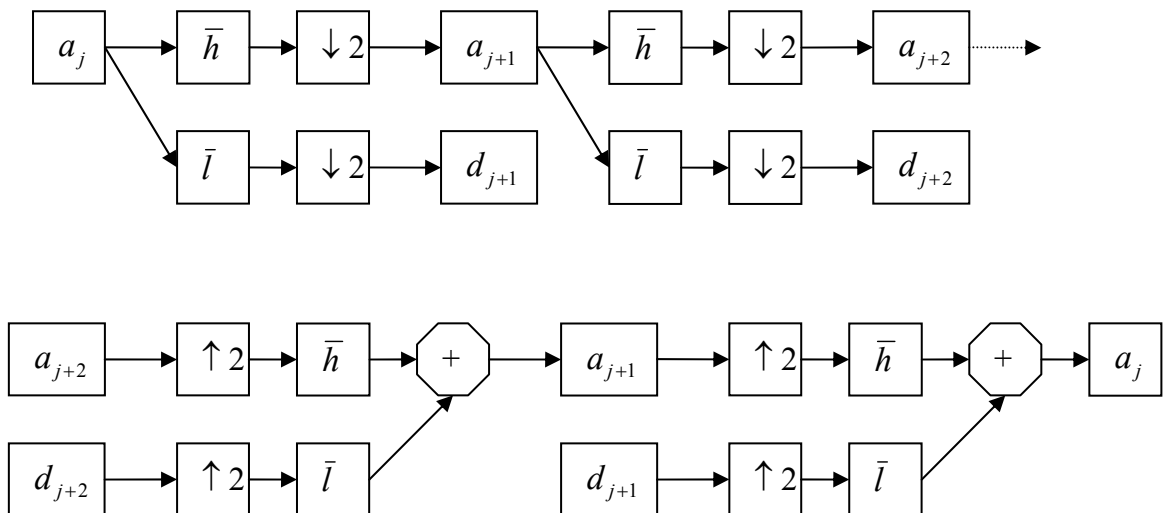 a_j h̄ ↓2 a_{j+1} h̄ ↓2 a_{j+2}
l̄ ↓2 d_{j+1} l̄ ↓2 d_{j+2}
a_{j+2} ↑2 h̄ + a_{j+1} ↑2 h̄ + a_j
d_{j+2} ↑2 l̄ d_{j+1} ↑2 l̄